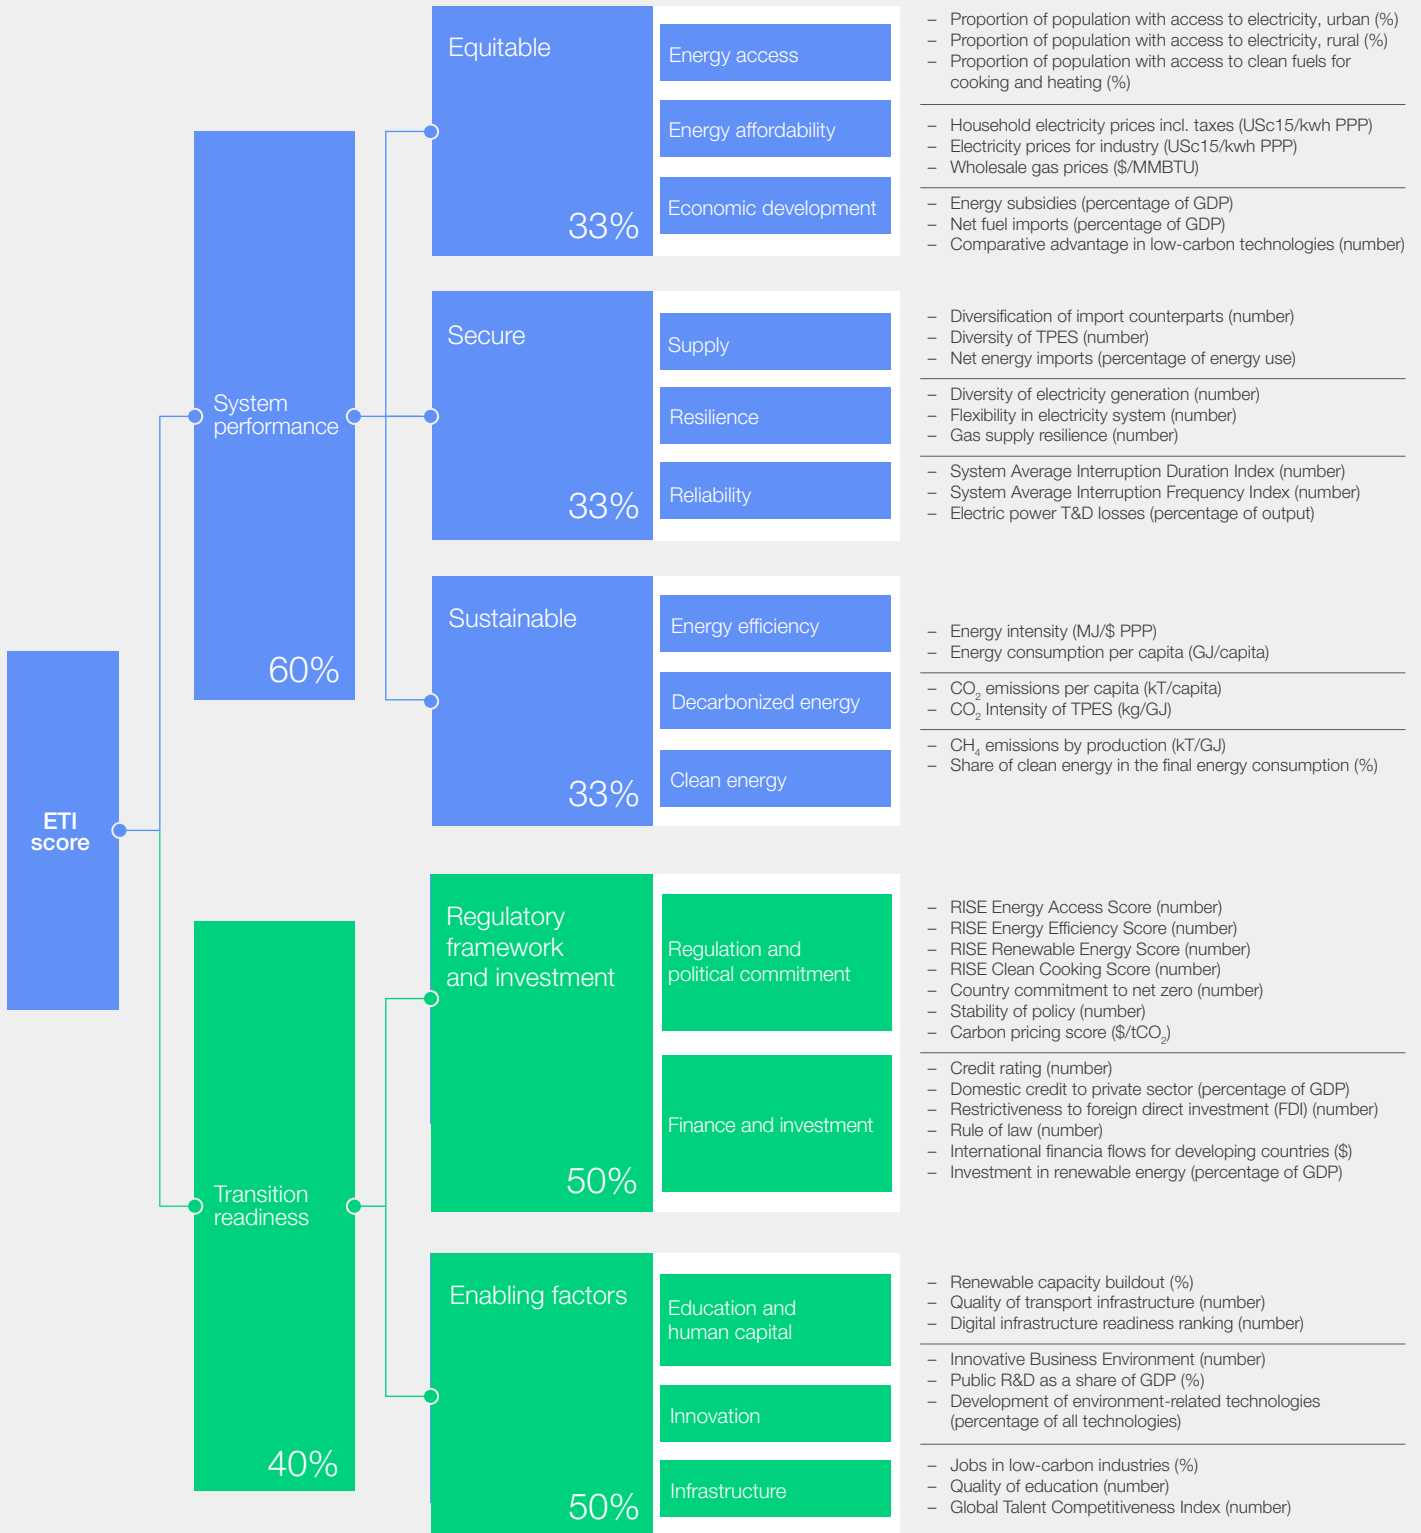 ETI
score
System
performance
60%
Transition
readiness
40%
Equitable
33%
Energy access
Energy affordability
Economic development
– Proportion of population with access to electricity, urban (%)
– Proportion of population with access to electricity, rural (%)
– Proportion of population with access to clean fuels for
cooking and heating (%)
– Household electricity prices incl. taxes (USc15/kwh PPP)
– Electricity prices for industry (USc15/kwh PPP)
– Wholesale gas prices ($/MMBTU)
– Energy subsidies (percentage of GDP)
– Net fuel imports (percentage of GDP)
– Comparative advantage in low-carbon technologies (number)
Secure
33%
Supply
Resilience
Reliability
– Diversification of import counterparts (number)
– Diversity of TPES (number)
– Net energy imports (percentage of energy use)
– Diversity of electricity generation (number)
– Flexibility in electricity system (number)
– Gas supply resilience (number)
– System Average Interruption Duration Index (number)
– System Average Interruption Frequency Index (number)
– Electric power T&D losses (percentage of output)
Sustainable
33%
Energy efficiency
Decarbonized energy
Clean energy
– Energy intensity (MJ/$ PPP)
– Energy consumption per capita (GJ/capita)
– CO₂ emissions per capita (kT/capita)
– CO₂ Intensity of TPES (kg/GJ)
– CH₄ emissions by production (kT/GJ)
– Share of clean energy in the final energy consumption (%)
Regulatory
framework
and investment
50%
Regulation and
political commitment
Finance and investment
– RISE Energy Access Score (number)
– RISE Energy Efficiency Score (number)
– RISE Renewable Energy Score (number)
– RISE Clean Cooking Score (number)
– Country commitment to net zero (number)
– Stability of policy (number)
– Carbon pricing score ($/tCO₂)
– Credit rating (number)
– Domestic credit to private sector (percentage of GDP)
– Restrictiveness to foreign direct investment (FDI) (number)
– Rule of law (number)
– International financia flows for developing countries ($)
– Investment in renewable energy (percentage of GDP)
Enabling factors
50%
Education and
human capital
Innovation
Infrastructure
– Renewable capacity buildout (%)
– Quality of transport infrastructure (number)
– Digital infrastructure readiness ranking (number)
– Innovative Business Environment (number)
– Public R&D as a share of GDP (%)
– Development of environment-related technologies
(percentage of all technologies)
– Jobs in low-carbon industries (%)
– Quality of education (number)
– Global Talent Competitiveness Index (number)